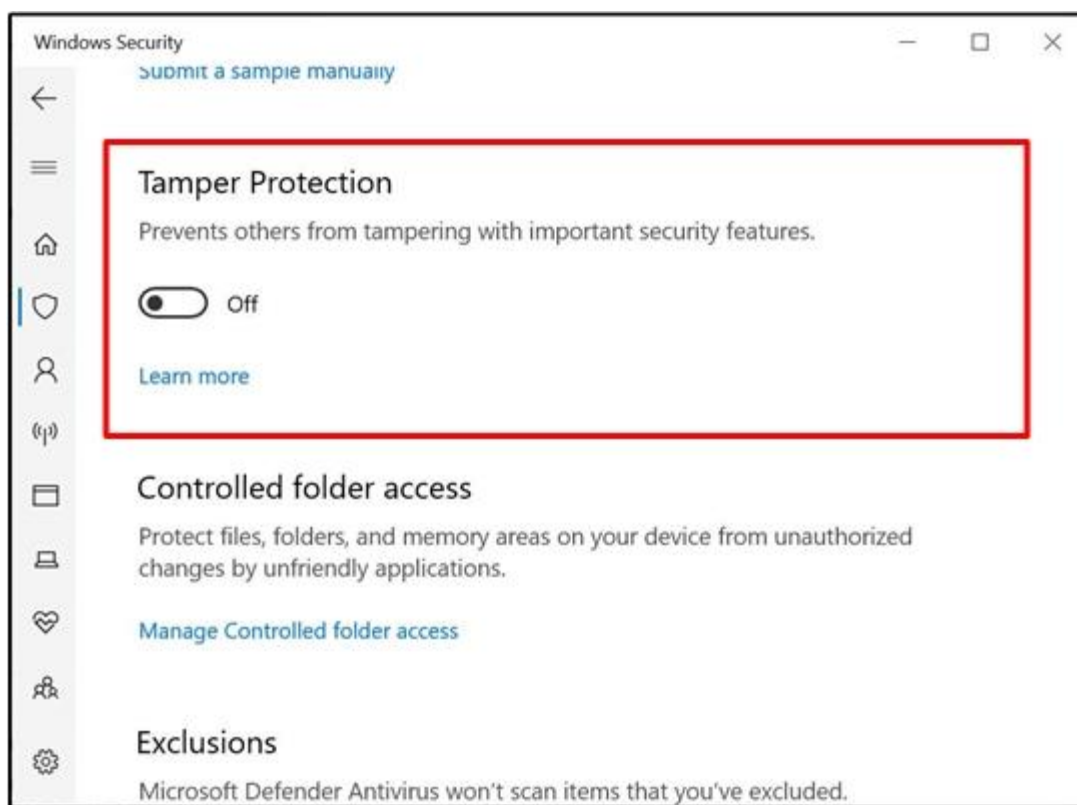 Windows Security
Submit a sample manually
Tamper Protection
Prevents others from tampering with important security features.
Off
Learn more
Controlled folder access
Protect files, folders, and memory areas on your device from unauthorized
changes by unfriendly applications.
Manage Controlled folder access
Exclusions
Microsoft Defender Antivirus won't scan items that you've excluded.